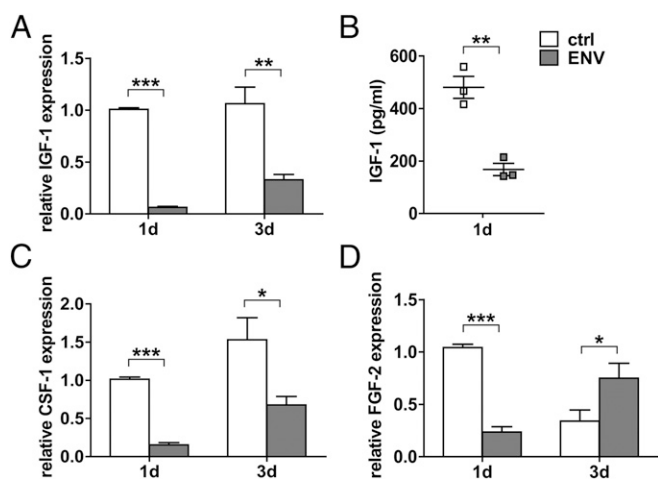 A
relative IGF-1 expression
1.5
1.0
0.5
0.0
***
**
1d
3d
B
IGF-1 (pg/ml)
600
400
200
0
**
1d
ctrl
ENV
C
relative CSF-1 expression
2.0
1.5
1.0
0.5
0.0
***
*
1d
3d
D
relative FGF-2 expression
1.5
1.0
0.5
0.0
***
*
1d
3d